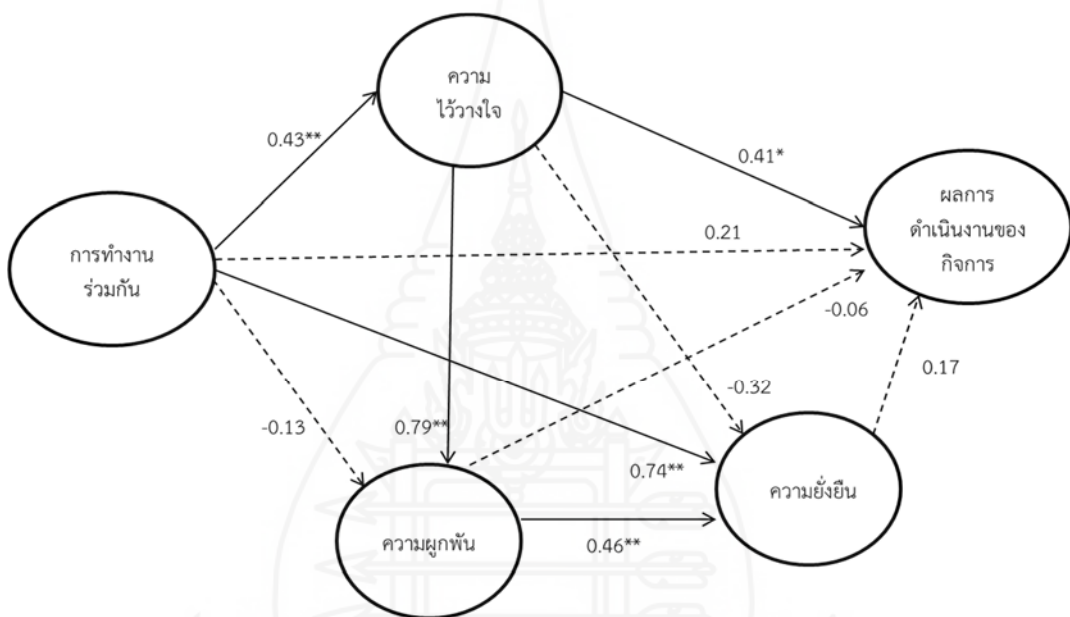 ความ
ไว้วางใจ
0.43**
0.41*
ผลการ
ดำเนินงานของ
กิจการ
การทำงาน
ร่วมกัน
0.21
-0.06
-0.32
0.17
-0.13
0.79**
0.74**
ความยั่งยืน
ความผูกพัน
0.46**